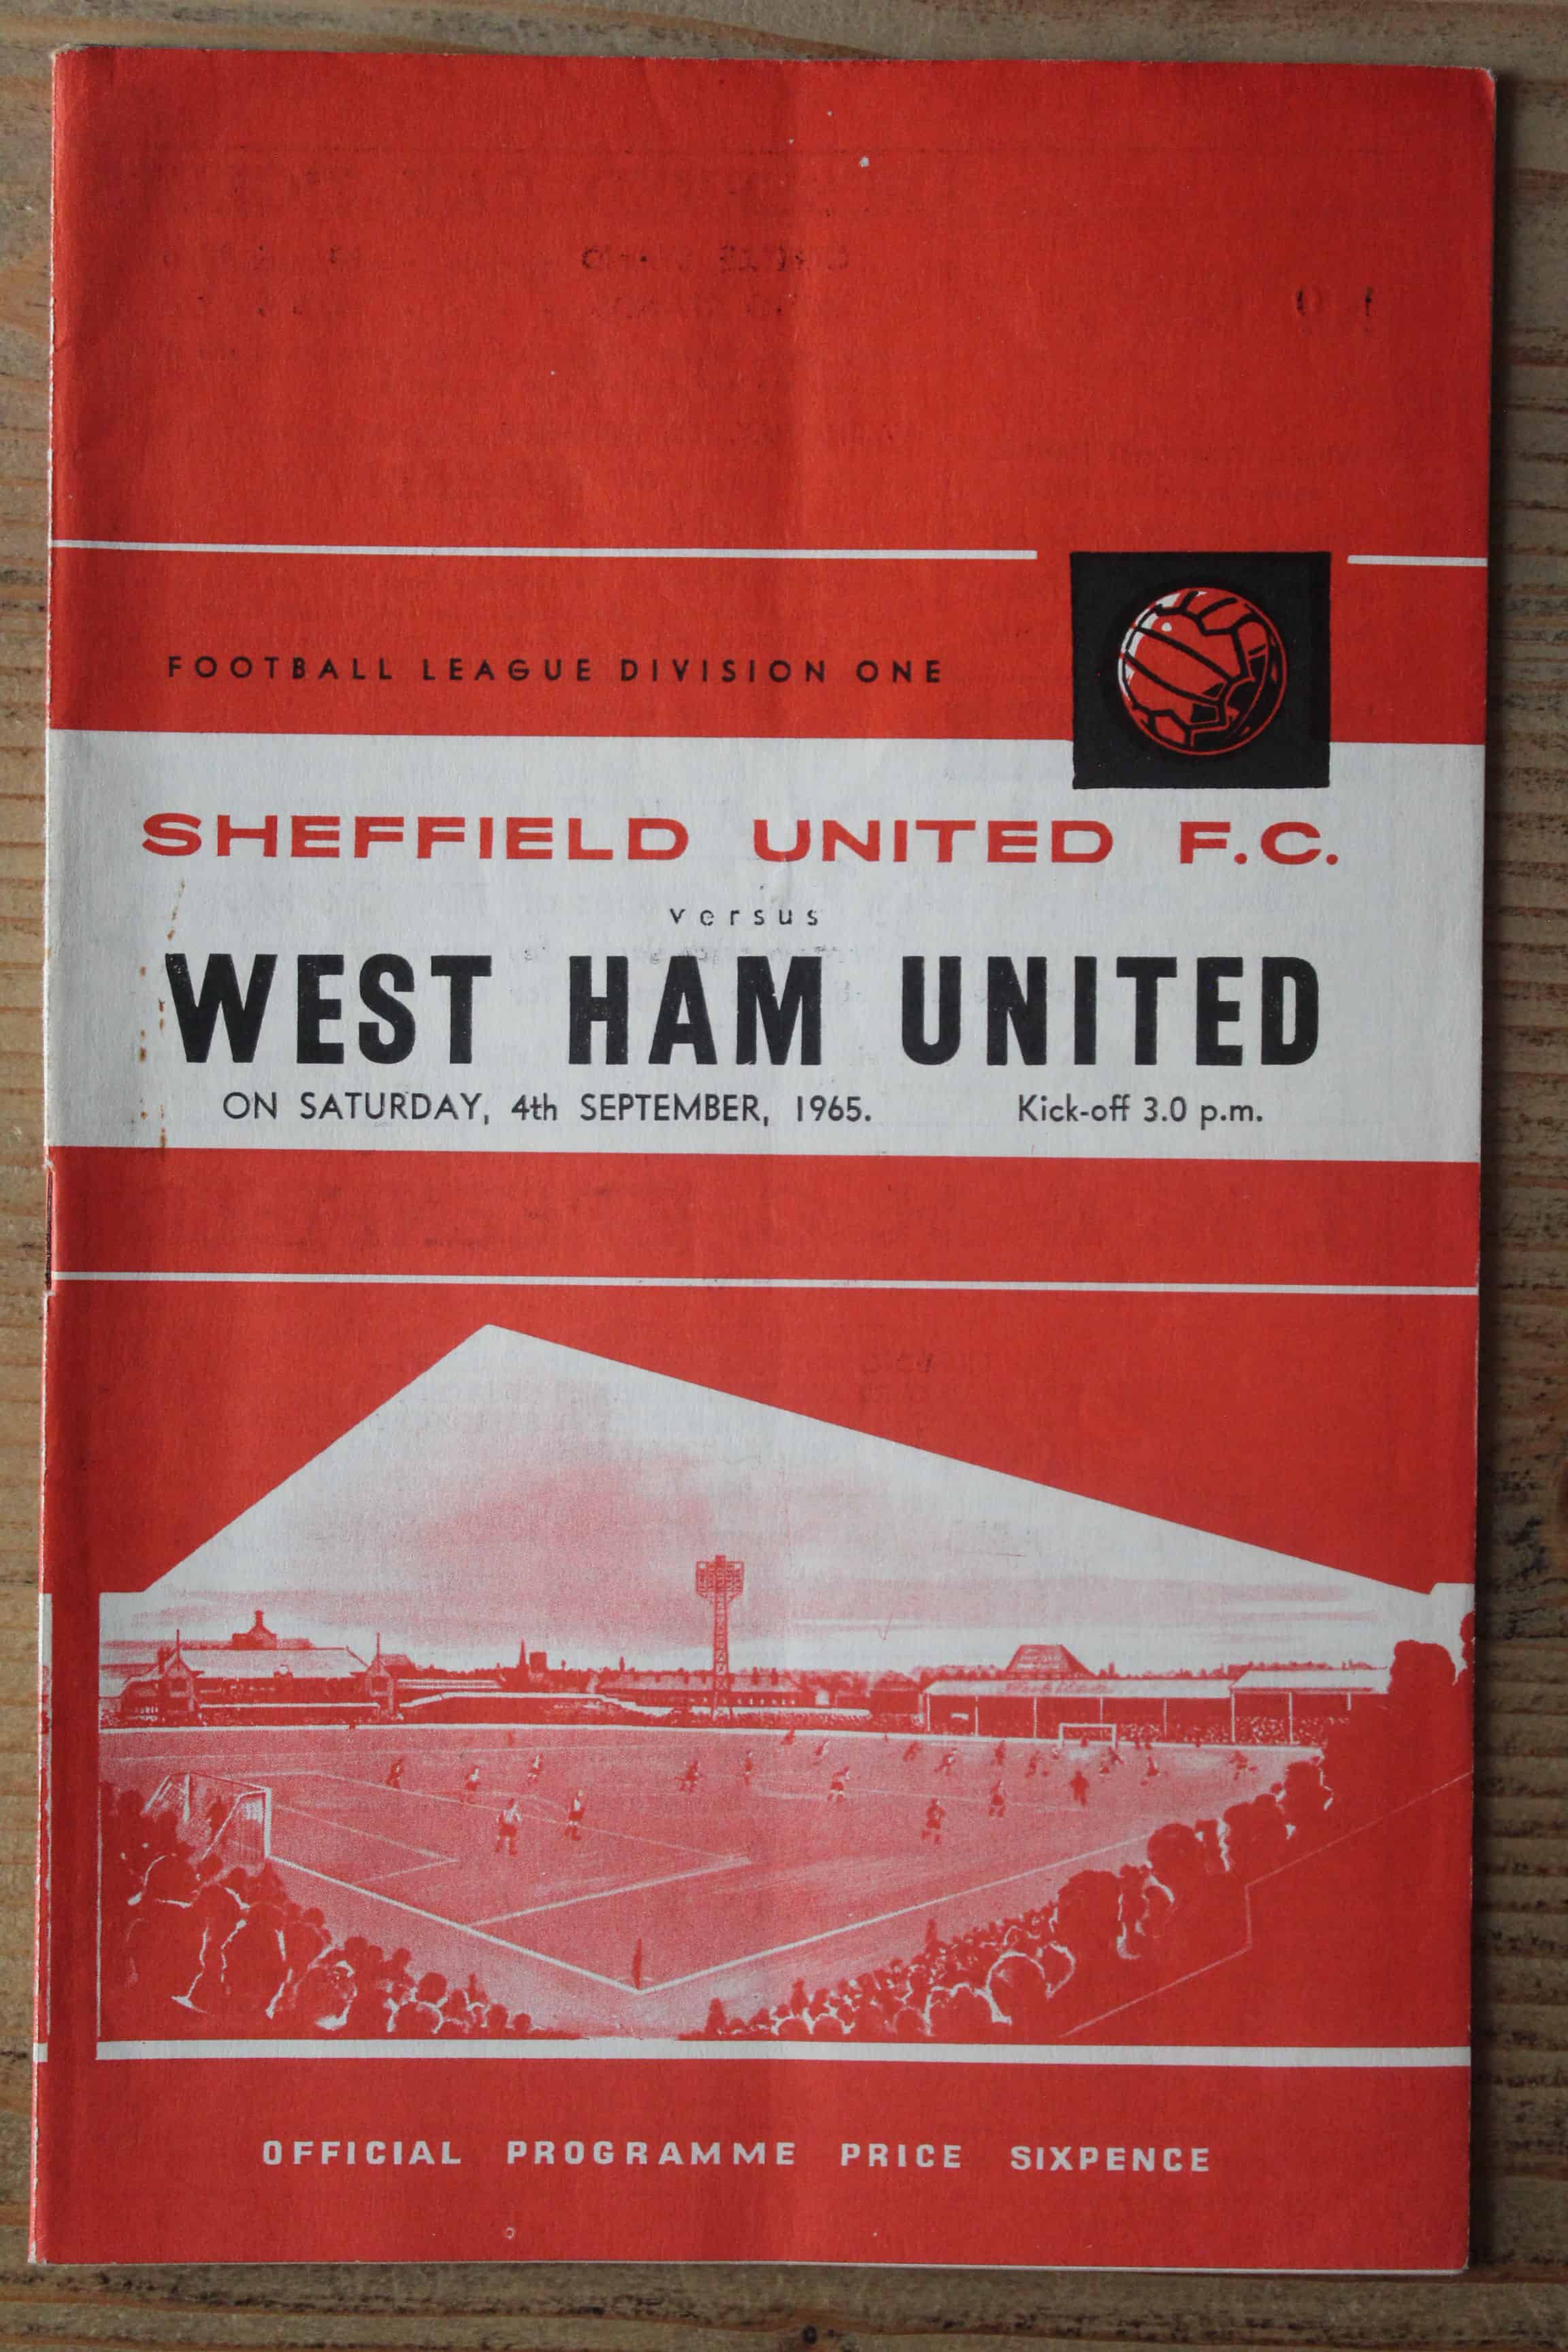 FOOTBALL LEAGUE DIVISION ONE
SHEFFIELD UNITED F.C.
versus
WEST HAM UNITED
ON SATURDAY, 4th SEPTEMBER, 1965. Kick-off 3.0 p.m.
OFFICIAL PROGRAMME PRICE SIXPENCE